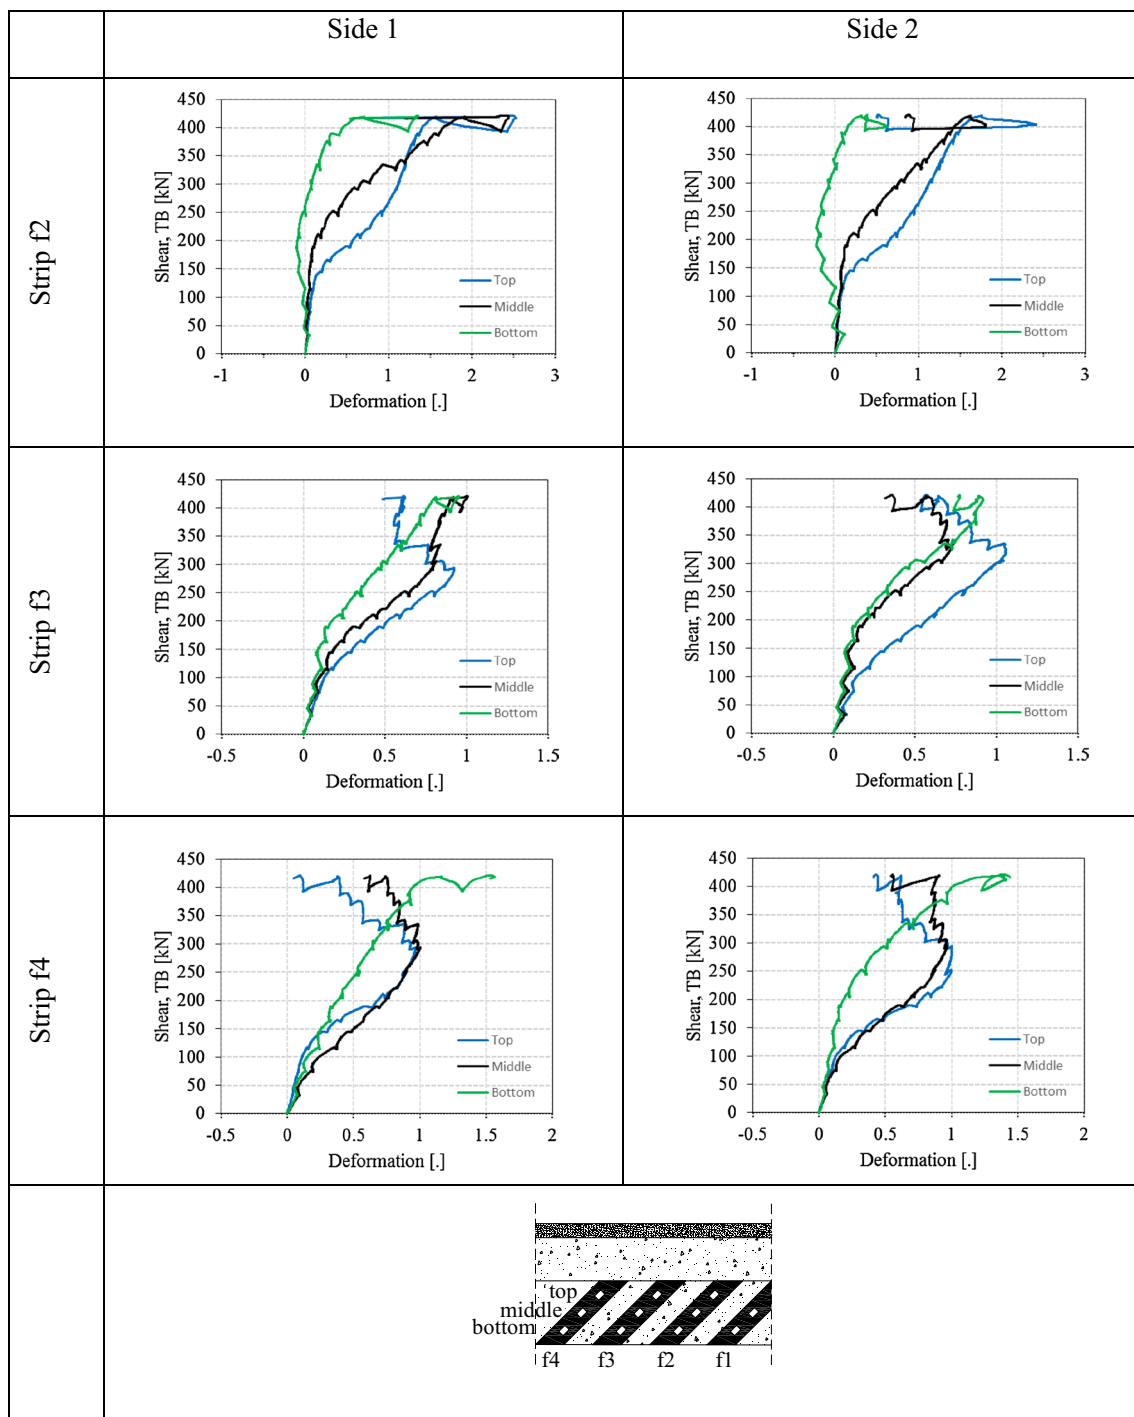 Side 1
Side 2
Strip f2
450
400
350
300
250
200
150
100
50
0
-1
0
1
2
3
Shear, TB [kN]
Deformation [.]
Top
Middle
Bottom
450
400
350
300
250
200
150
100
50
0
-1
0
1
2
3
Shear, TB [kN]
Deformation [.]
Top
Middle
Bottom
Strip f3
450
400
350
300
250
200
150
100
50
0
-0.5
0
0.5
1
1.5
Shear, TB [kN]
Deformation [.]
Top
Middle
Bottom
450
400
350
300
250
200
150
100
50
0
-0.5
0
0.5
1
1.5
Shear, TB [kN]
Deformation [.]
Top
Middle
Bottom
Strip f4
450
400
350
300
250
200
150
100
50
0
-0.5
0
0.5
1
1.5
2
Shear, TB [kN]
Deformation [.]
Top
Middle
Bottom
450
400
350
300
250
200
150
100
50
0
-0.5
0
0.5
1
1.5
2
Shear, TB [kN]
Deformation [.]
Top
Middle
Bottom
top
middle
bottom
f4 f3 f2 f1